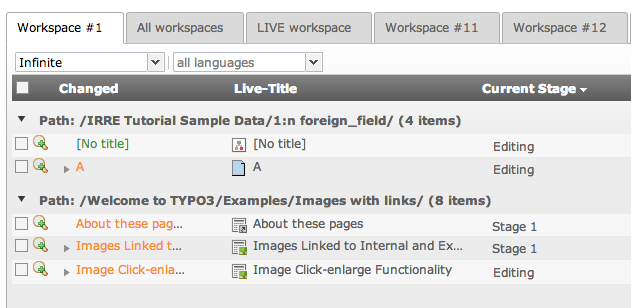 Workspace #1 All workspaces LIVE workspace Workspace #11 Workspace #12
Infinite all languages
Changed Live-Title Current Stage
Path: /IRRE Tutorial Sample Data/1:n foreign_field/ (4 items)
[No title] [No title] Editing
A A Editing
Path: /Welcome to TYPO3/Examples/Images with links/ (8 items)
About these pag... About these pages Stage 1
Images Linked t... Images Linked to Internal and Ex... Stage 1
Image Click-enla... Image Click-enlarge Functionality Editing